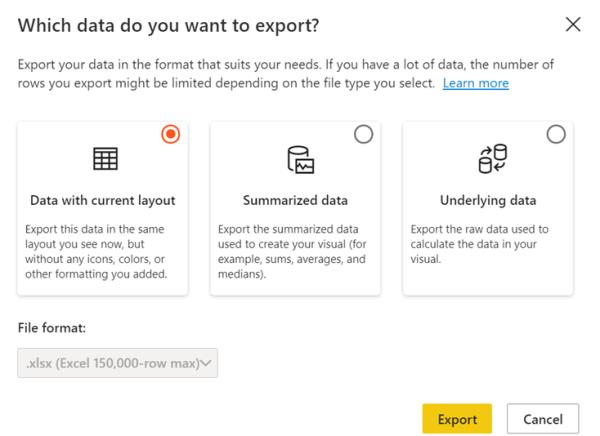 Which data do you want to export?
Export your data in the format that suits your needs. If you have a lot of data, the number of
rows you export might be limited depending on the file type you select. Learn more
Data with current layout
Export this data in the same
layout you see now, but
without any icons, colors, or
other formatting you added.
Summarized data
Export the summarized data
used to create your visual (for
example, sums, averages, and
medians).
Underlying data
Export the raw data used to
calculate the data in your
visual.
File format:
.xlsx (Excel 150,000-row max)
Export
Cancel